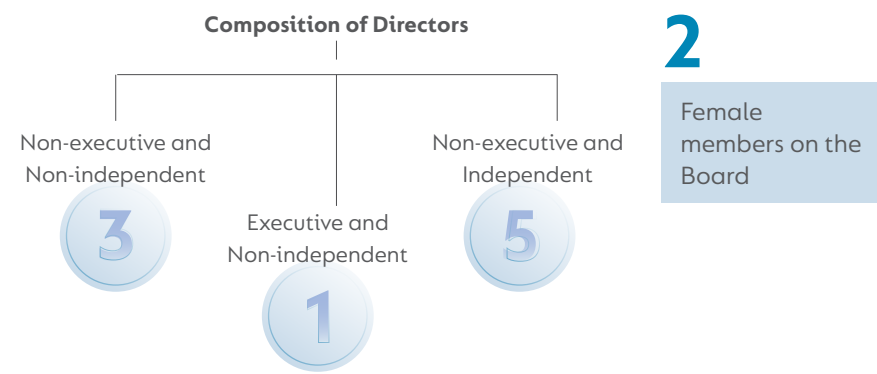 Composition of Directors
Non-executive and
Non-independent
3
Executive and
Non-independent
1
Non-executive and
Independent
5
2
Female
members on the
Board